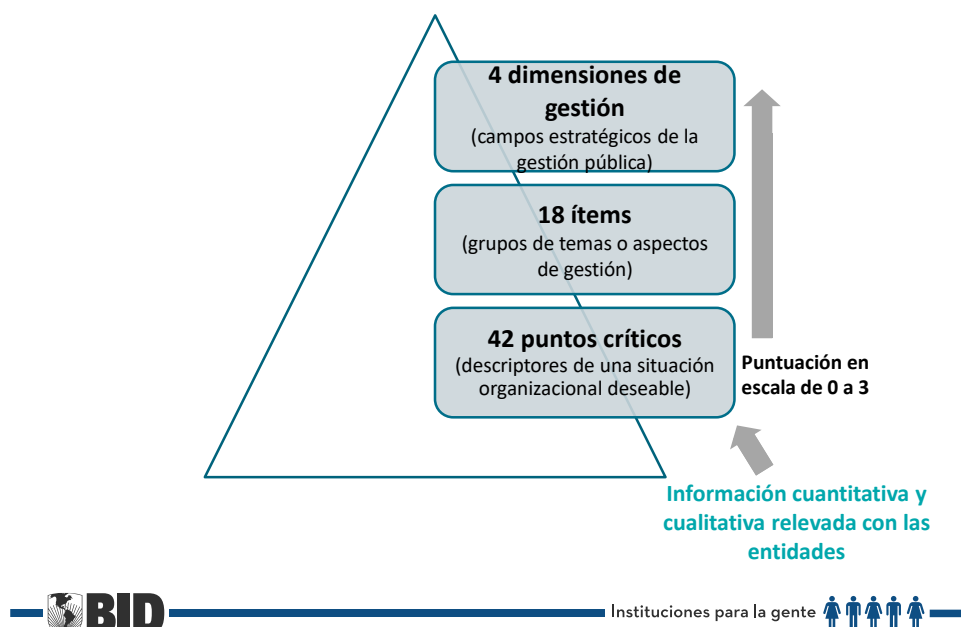 4 dimensiones de
gestión
(campos estratégicos de la
gestión pública)
18 ítems
(grupos de temas o aspectos
de gestión)
42 puntos críticos
(descriptores de una situación
organizacional deseable)
Puntuación en
escala de 0 a 3
Información cuantitativa y
cualitativa relevada con las
entidades
BID
Instituciones para la gente